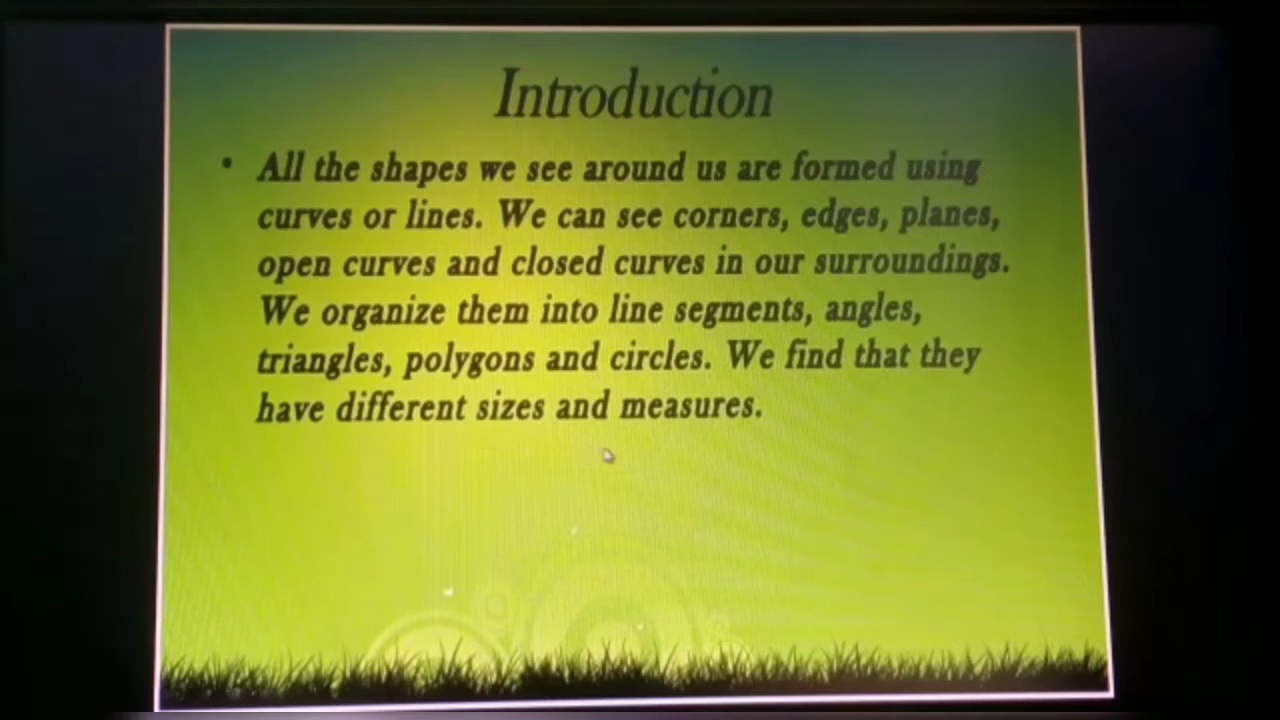 Introduction
• All the shapes we see around us are formed using
curves or lines. We can see corners, edges, planes,
open curves and closed curves in our surroundings.
We organize them into line segments, angles,
triangles, polygons and circles. We find that they
have different sizes and measures.